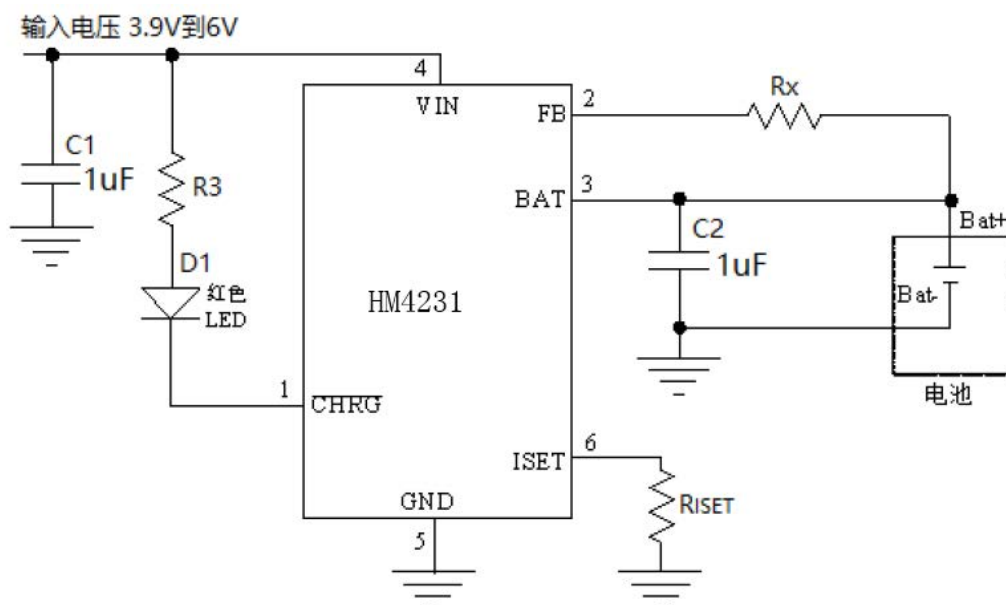 输入电压 3.9V到6V
4
VIN
2
FB
Rx
C1
1uF
R3
3
BAT
C2
1uF
Bat+
D1
红色
LED
HM4231
Bat-
电池
1
CHRG
6
ISET
RISET
GND
5